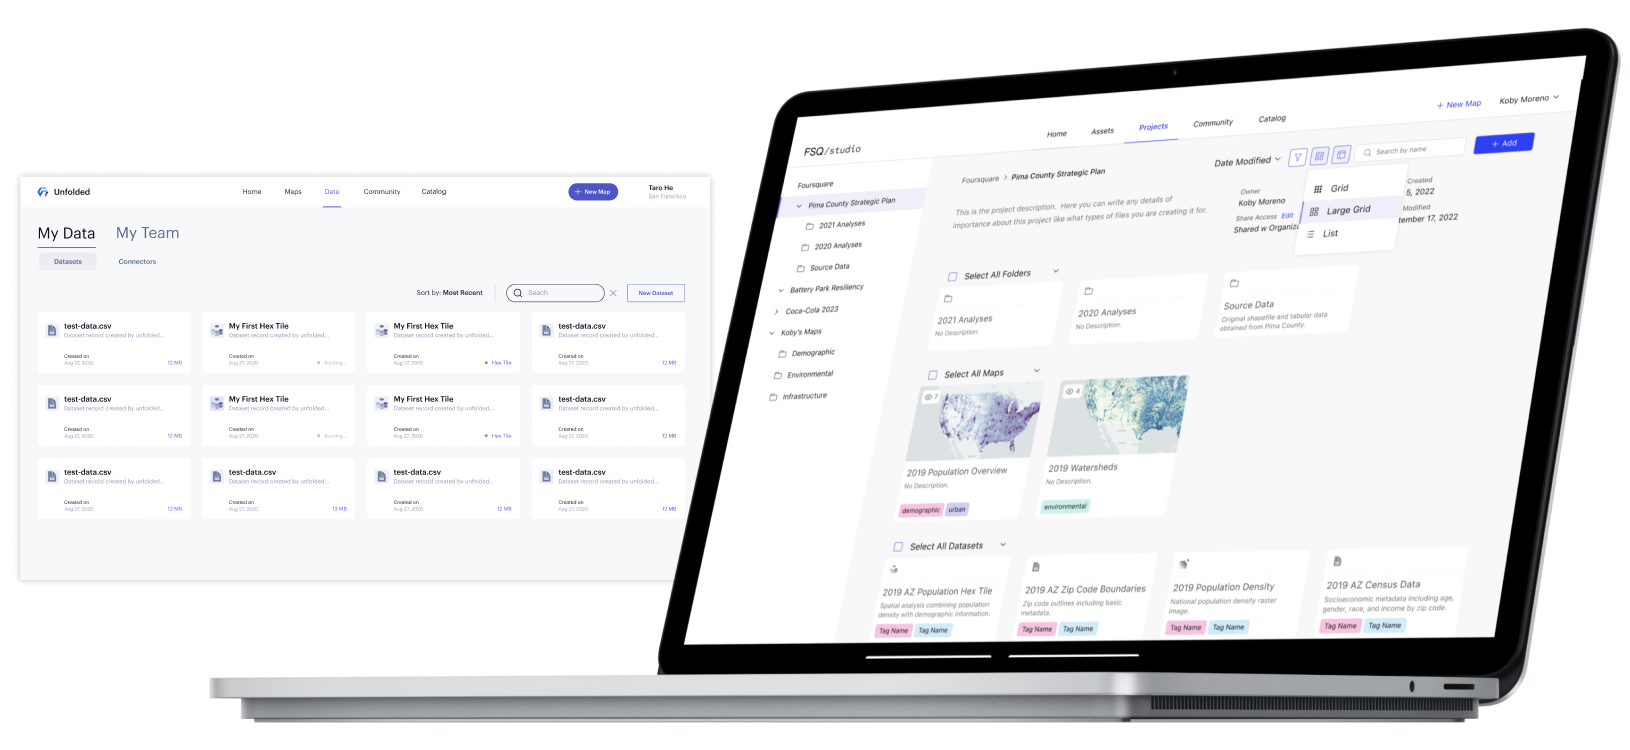 Unfolded
Home Maps Data Community Catalog
+ New Map
Taro He
San Francisco
My Data My Team
Datasets Connectors
Sort by: Most Recent
Seach
New Dataset
test-data.csv
Dataset record created by unfolded...
Created on
Aug 27, 2020
12 MB
My First Hex Tile
Dataset record created by unfolded...
Created on
Aug 27, 2020
Building...
My First Hex Tile
Dataset record created by unfolded...
Created on
Aug 27, 2020
Hex Tile
test-data.csv
Dataset record created by unfolded...
Created on
Aug 27, 2020
12 MB
test-data.csv
Dataset record created by unfolded...
Created on
Aug 27, 2020
12 MB
My First Hex Tile
Dataset record created by unfolded...
Created on
Aug 27, 2020
Building...
My First Hex Tile
Dataset record created by unfolded...
Created on
Aug 27, 2020
Hex Tile
test-data.csv
Dataset record created by unfolded...
Created on
Aug 27, 2020
12 MB
test-data.csv
Dataset record created by unfolded...
Created on
Aug 27, 2020
12 MB
test-data.csv
Dataset record created by unfolded...
Created on
Aug 27, 2020
12 MB
test-data.csv
Dataset record created by unfolded...
Created on
Aug 27, 2020
12 MB
test-data.csv
Dataset record created by unfolded...
Created on
Aug 27, 2020
12 MB
FSQ/studio
Home Assets Projects Community Catalog
+ New Map
Koby Moreno
Foursquare
Pima County Strategic Plan
2021 Analyses
2020 Analyses
Source Data
Battery Park Resiliency
Coca-Cola 2023
Koby's Maps
Demographic
Environmental
Infrastructure
Foursquare > Pima County Strategic Plan
Date Modified
Search by name
+ Add
This is the project description. Here you can write any details of
importance about this project like what types of files you are creating it for.
Owner
Koby Moreno
Share Access Edit
Shared w Organiza
Created
5, 2022
Modified
tember 17, 2022
Grid
Large Grid
List
Select All Folders
2021 Analyses
No Description.
2020 Analyses
No Description.
Source Data
Original shapefile and tabular data
obtained from Pima County.
Select All Maps
7
2019 Population Overview
No Description.
demographic urban
4
2019 Watersheds
No Description.
environmental
Select All Datasets
2019 AZ Population Hex Tile
Spatial analysis combining population
density with demographic information.
Tag Name Tag Name
2019 AZ Zip Code Boundaries
Zip code outlines including basic
metadata.
Tag Name Tag Name
2019 Population Density
National population density raster
image.
Tag Name Tag Name
2019 AZ Census Data
Socioeconomic metadata including age,
gender, race, and income by zip code.
Tag Name Tag Name